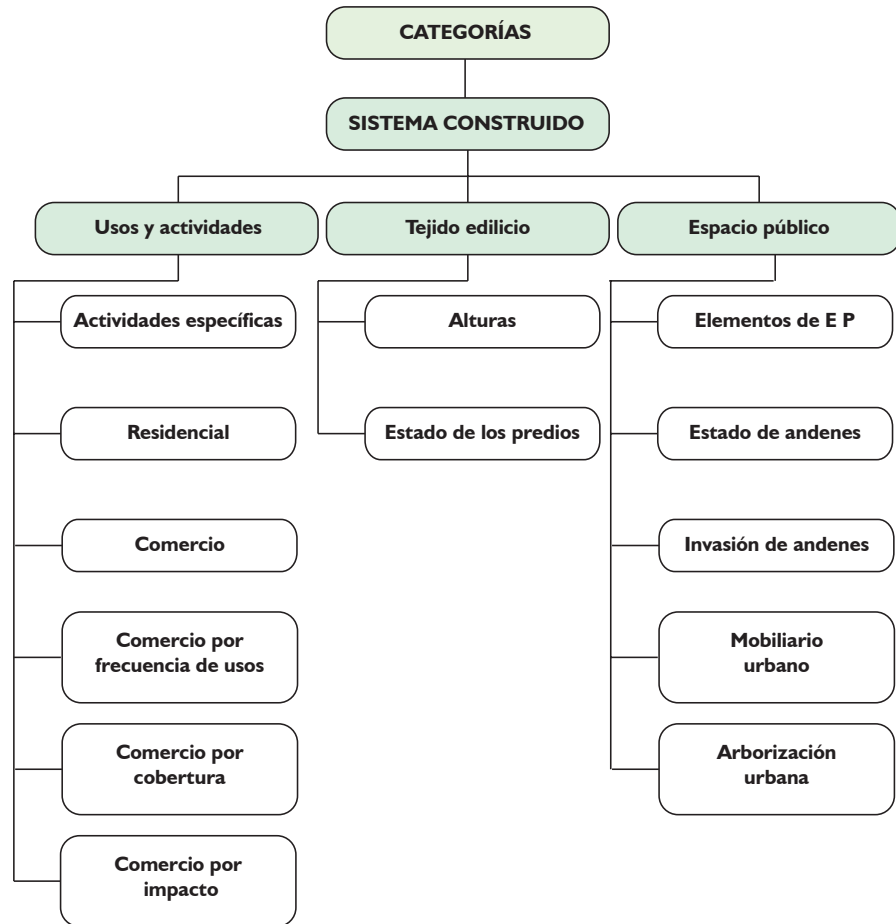 CATEGORÍAS
SISTEMA CONSTRUIDO
Usos y actividades
Tejido edilicio
Espacio público
Actividades específicas
Alturas
Elementos de E P
Residencial
Estado de los predios
Estado de andenes
Comercio
Invasión de andenes
Comercio por
frecuencia de usos
Mobiliario
urbano
Comercio por
cobertura
Arborización
urbana
Comercio por
impacto